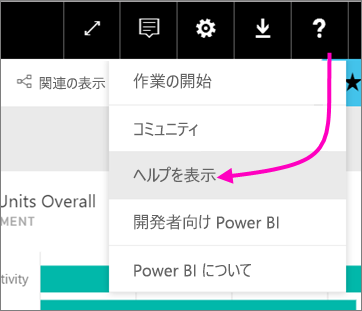 ?
関連の表示
作業の開始
コミュニティ
ヘルプを表示
Units Overall
MENT
開発者向け Power BI
tivity
Power BI について